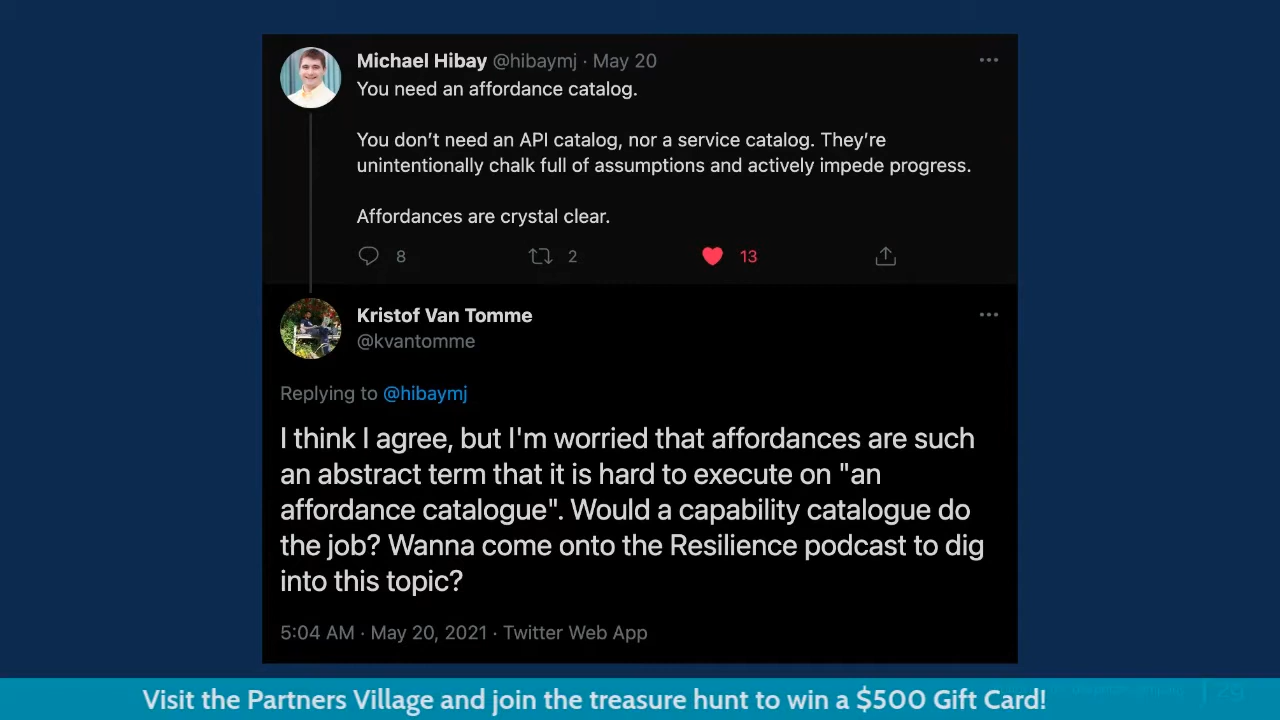 Michael Hibay @hibaymj · May 20
You need an affordance catalog.
You don't need an API catalog, nor a service catalog. They're
unintentionally chalk full of assumptions and actively impede progress.
Affordances are crystal clear.
8 2 13
Kristof Van Tomme
@kvantomme
Replying to @hibaymj
I think I agree, but I'm worried that affordances are such
an abstract term that it is hard to execute on "an
affordance catalogue". Would a capability catalogue do
the job? Wanna come onto the Resilience podcast to dig
into this topic?
5:04 AM · May 20, 2021 · Twitter Web App
Visit the Partners Village and join the treasure hunt to win a $500 Gift Card!